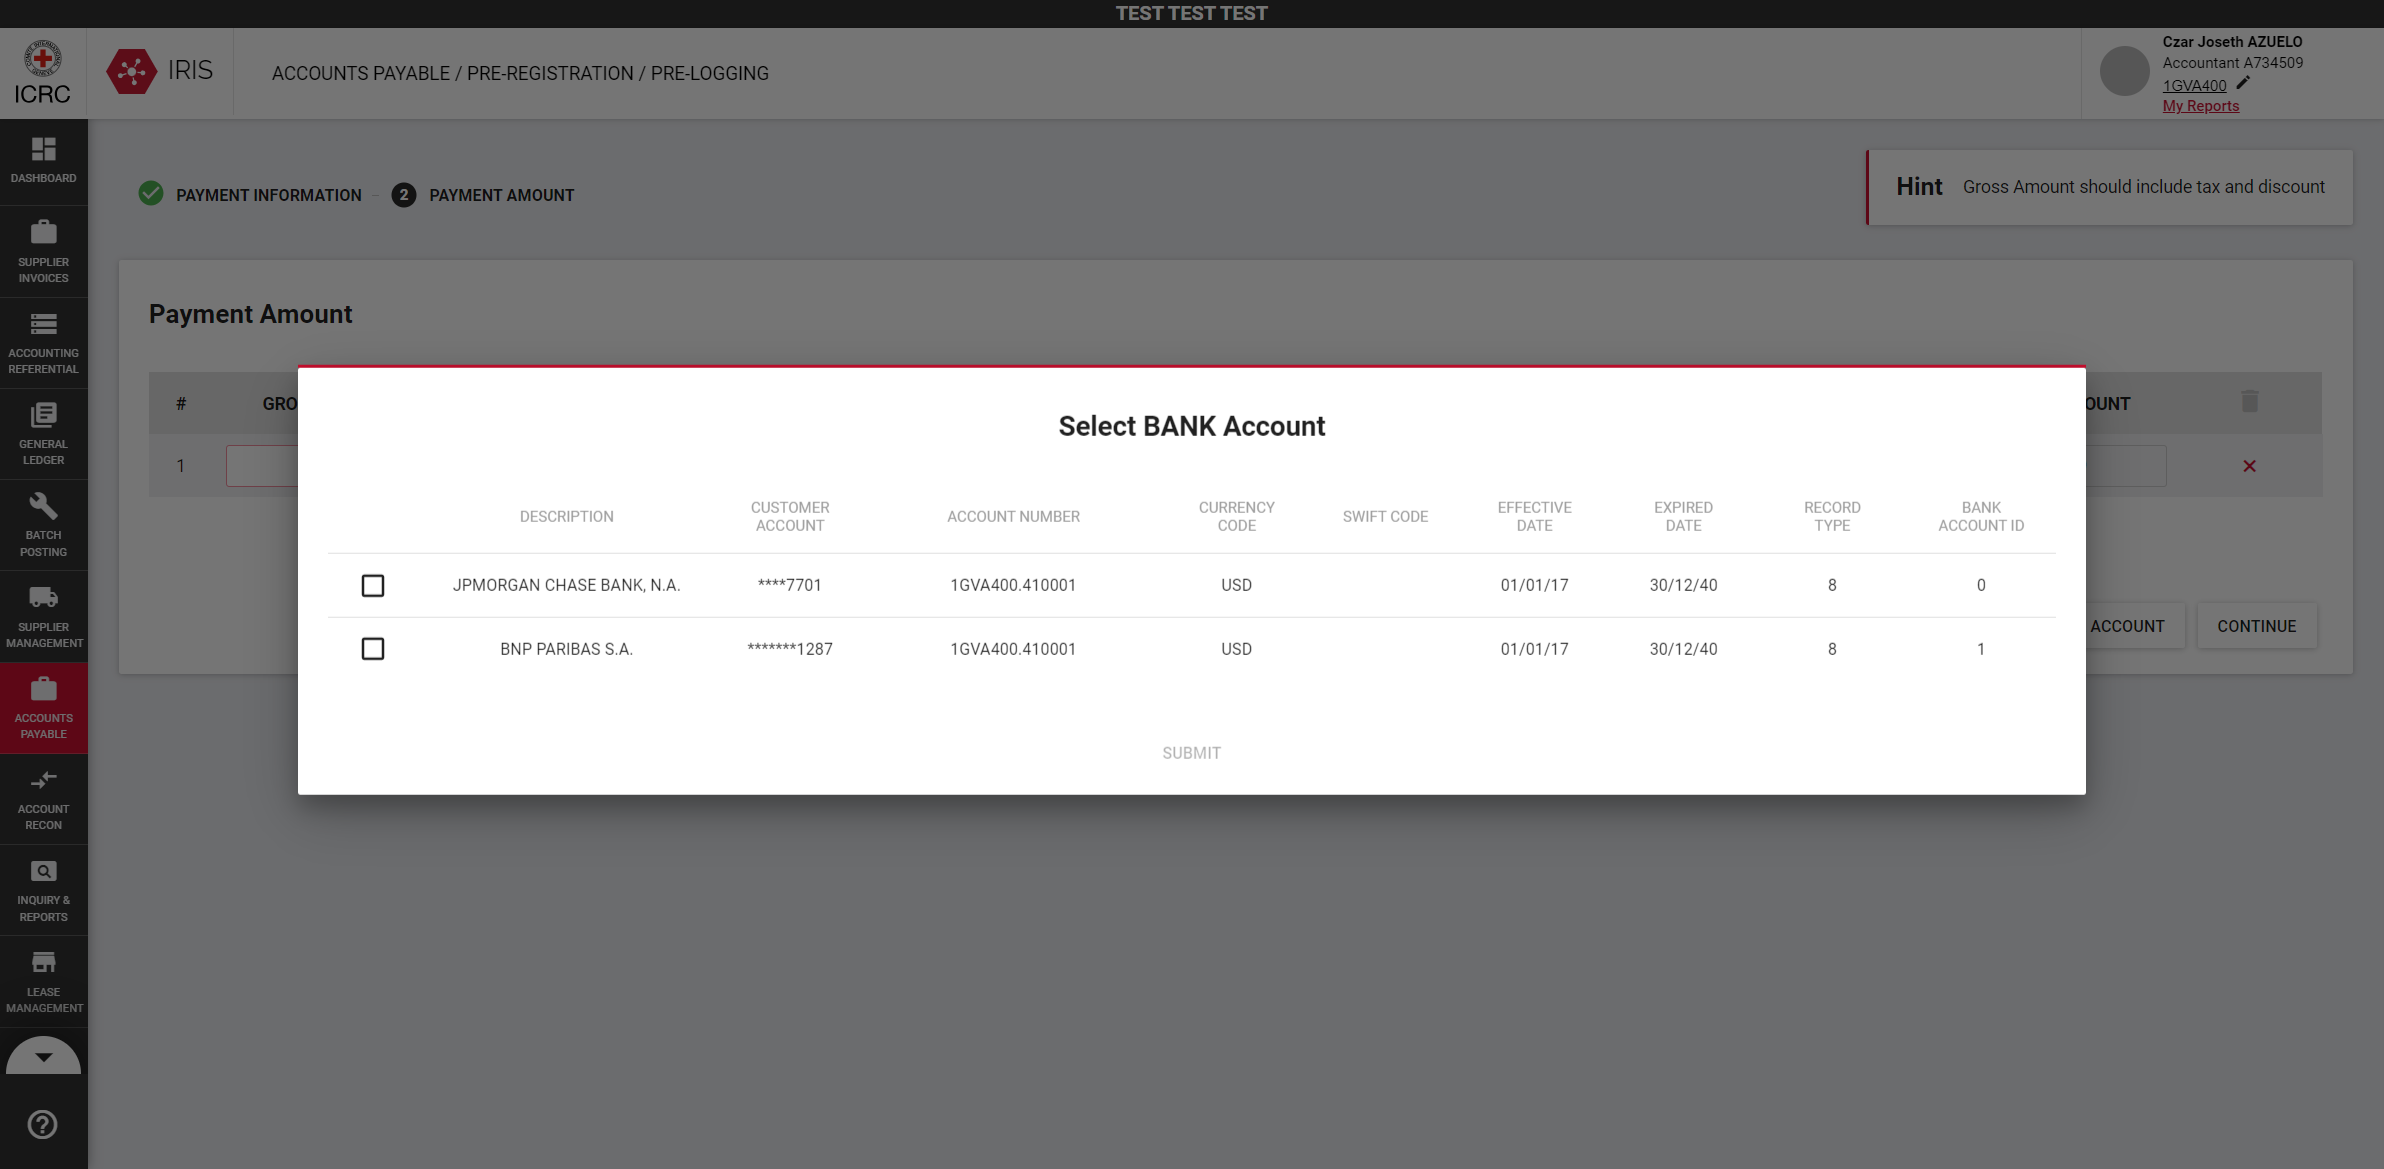 TEST TEST TEST
ICRC
IRIS
ACCOUNTS PAYABLE / PRE-REGISTRATION / PRE-LOGGING
Czar Joseth AZUELO
Accountant A734509
1GVA400
My Reports
DASHBOARD
SUPPLIER
INVOICES
ACCOUNTING
REFERENTIAL
GENERAL
LEDGER
BATCH
POSTING
SUPPLIER
MANAGEMENT
ACCOUNTS
PAYABLE
ACCOUNT
RECON
INQUIRY &
REPORTS
LEASE
MANAGEMENT
PAYMENT INFORMATION
2 PAYMENT AMOUNT
Hint Gross Amount should include tax and discount
Payment Amount
# GRO OUNT
1
Select BANK Account
DESCRIPTION CUSTOMER ACCOUNT ACCOUNT NUMBER CURRENCY CODE SWIFT CODE EFFECTIVE DATE EXPIRED DATE RECORD TYPE BANK ACCOUNT ID
JPMORGAN CHASE BANK, N.A. ****7701 1GVA400.410001 USD 01/01/17 30/12/40 8 0
BNP PARIBAS S.A. *******1287 1GVA400.410001 USD 01/01/17 30/12/40 8 1
SUBMIT
ACCOUNT CONTINUE